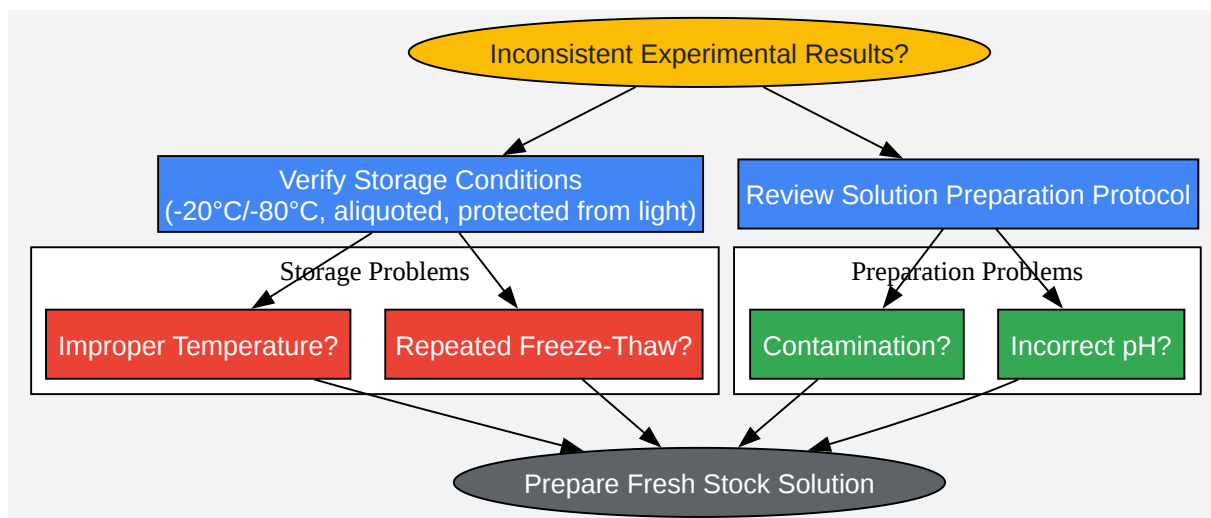 Inconsistent Experimental Results?
Verify Storage Conditions
(-20°C/-80°C, aliquoted, protected from light)
Review Solution Preparation Protocol
Storage Problems
Preparation Problems
Improper Temperature?
Repeated Freeze-Thaw?
Contamination?
Incorrect pH?
Prepare Fresh Stock Solution